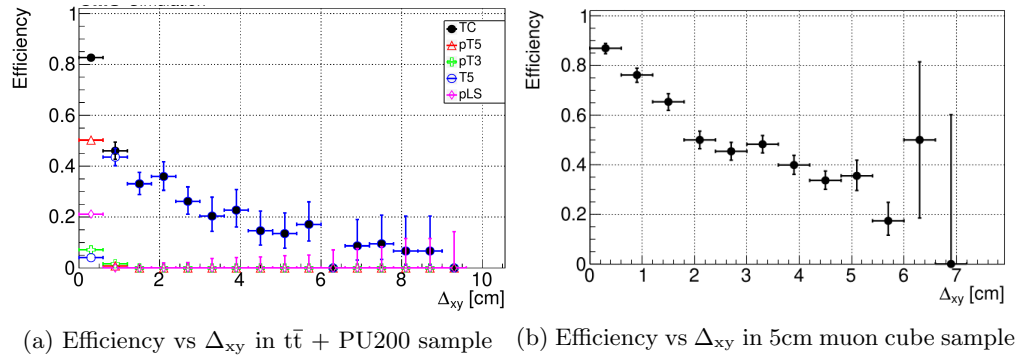 Efficiency
1
0.8
0.6
0.4
0.2
0
TC
pT5
pT3
T5
pLS
0 2 4 6 8 10
Δxy [cm]
Efficiency
1
0.8
0.6
0.4
0.2
0
0 1 2 3 4 5 6 7
Δxy [cm]
(a) Efficiency vs Δxy in tt̄ + PU200 sample
(b) Efficiency vs Δxy in 5cm muon cube sample